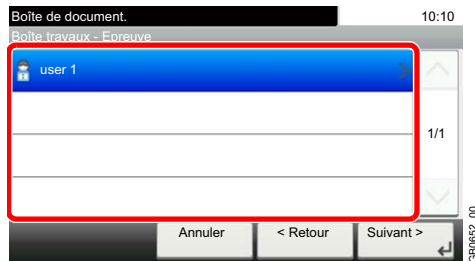 Boîte de document.
10:10
Boîte travaux - Epreuve
user 1
1/1
Annuler
< Retour
Suivant >
GB0652_00